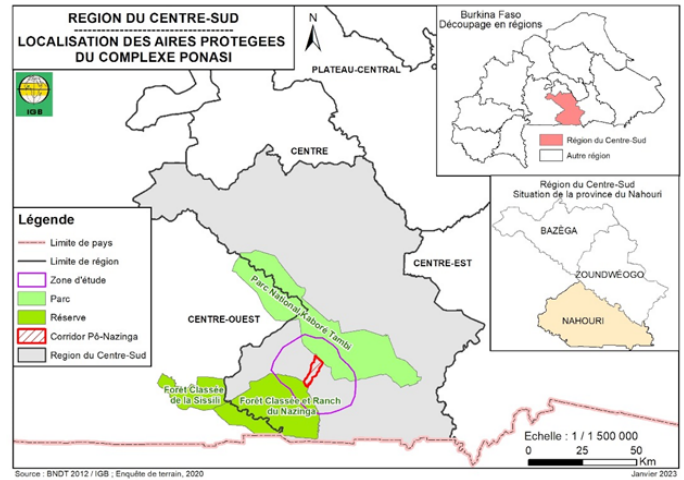 REGION DU CENTRE-SUD
LOCALISATION DES AIRES PROTEGEES
DU COMPLEXE PONASI
N
IGB
PLATEAU-CENTRAL
CENTRE
CENTRE-EST
CENTRE-OUEST
Parc National Kaboré Tambi
Forêt Classée
de la Sissili
Forêt Classée et Ranch
du Nazinga
Burkina Faso
Découpage en régions
Région du Centre-Sud
Autre région
Région du Centre-Sud
Situation de la province du Nahouri
BAZÈGA
ZOUNDWÉOGO
NAHOURI
Légende
Limite de pays
Limite de région
Zone d'étude
Parc
Réserve
Corridor Pô-Nazinga
Région du Centre-Sud
Echelle : 1 / 1 500 000
0 25 50
Km
Source : BNDT 2012 / IGB ; Enquête de terrain, 2020
Janvier 2023